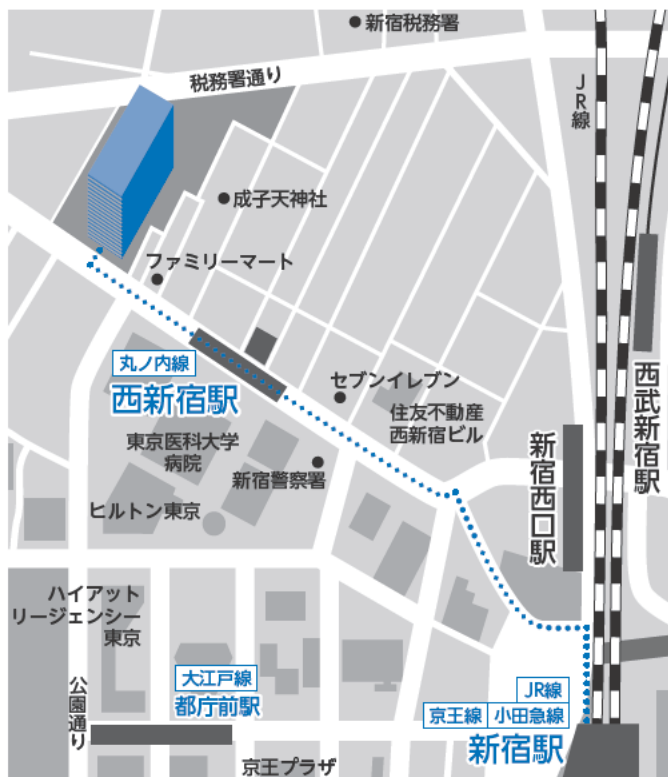 新宿税務署
税務署通り
JR線
成子天神社
ファミリーマート
丸ノ内線
西新宿駅
セブンイレブン
住友不動産
西新宿ビル
西武新宿駅
新宿西口駅
東京医科大学
病院
新宿警察署
ヒルトン東京
ハイアット
リージェンシー
東京
公園通り
大江戸線
都庁前駅
JR線
京王線
小田急線
新宿駅
京王プラザ